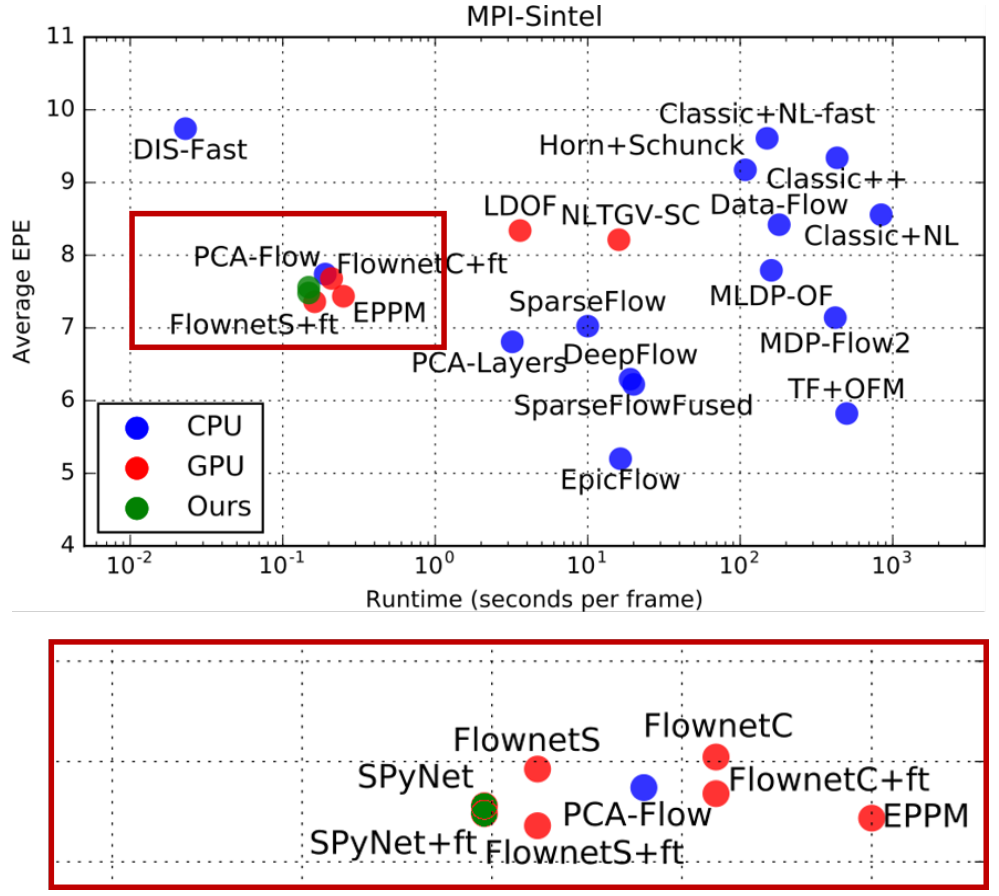 MPI-Sintel
11
10
9
8
7
6
5
4
Average EPE
DIS-Fast
Classic+NL-fast
Horn+Schunck
Classic++
LDOF
NLTGV-SC
Data-Flow
Classic+NL
PCA-Flow
FlownetC+ft
MLDP-OF
EPPM
SparseFlow
FlownetS+ft
MDP-Flow2
PCA-Layers
DeepFlow
TF+OFM
SparseFlowFused
EpicFlow
CPU
GPU
Ours
10^-2
10^-1
10^0
10^1
10^2
10^3
Runtime (seconds per frame)
FlownetS
FlownetC
SPyNet
FlownetC+ft
PCA-Flow
EPPM
SPyNet+ft
FlownetS+ft